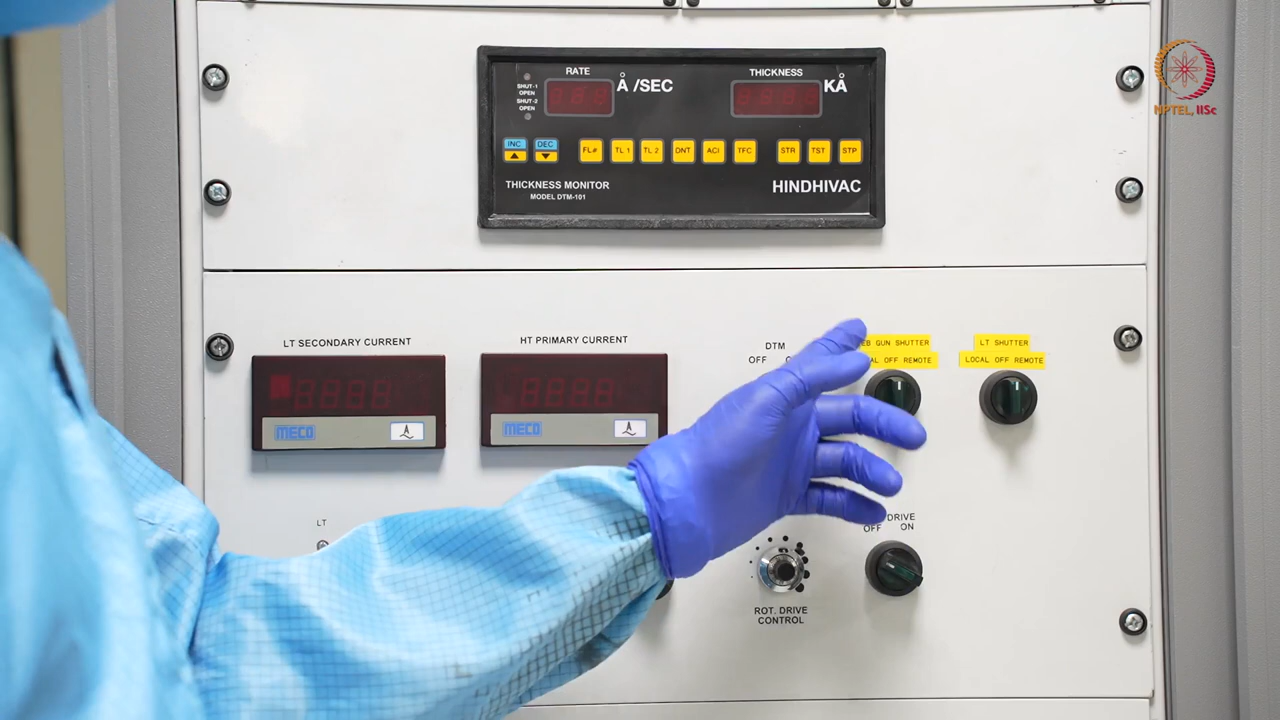 RATE
Å /SEC
THICKNESS
KÅ
SHUT-1
OPEN
SHUT-2
OPEN
INC
DEC
FL#
TL 1
TL 2
DNT
ACI
TFC
STR
TST
STP
THICKNESS MONITOR
MODEL DTM-101
HINDHIVAC
NPTEL, IISc
LT SECONDARY CURRENT
HT PRIMARY CURRENT
DTM
OFF
EB GUN SHUTTER
OFF REMOTE
LT SHUTTER
LOCAL OFF REMOTE
MECO
A
MECO
A
LT
DRIVE
OFF ON
ROT. DRIVE
CONTROL